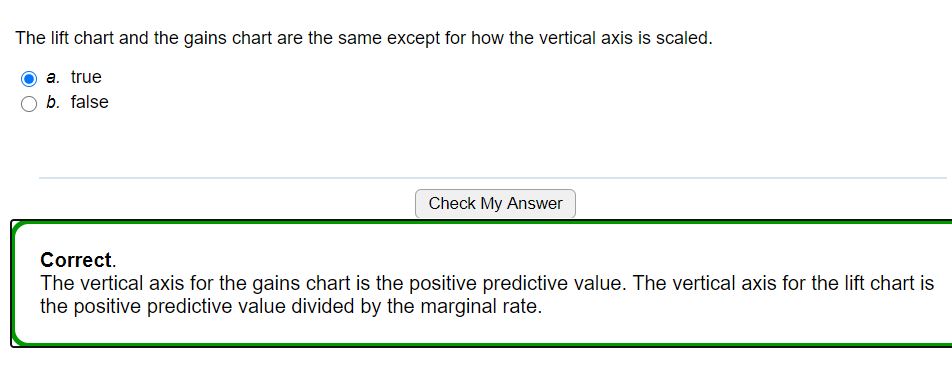 The lift chart and the gains chart are the same except for how the vertical axis is scaled.
a. true
b. false
Check My Answer
Correct.
The vertical axis for the gains chart is the positive predictive value. The vertical axis for the lift chart is
the positive predictive value divided by the marginal rate.